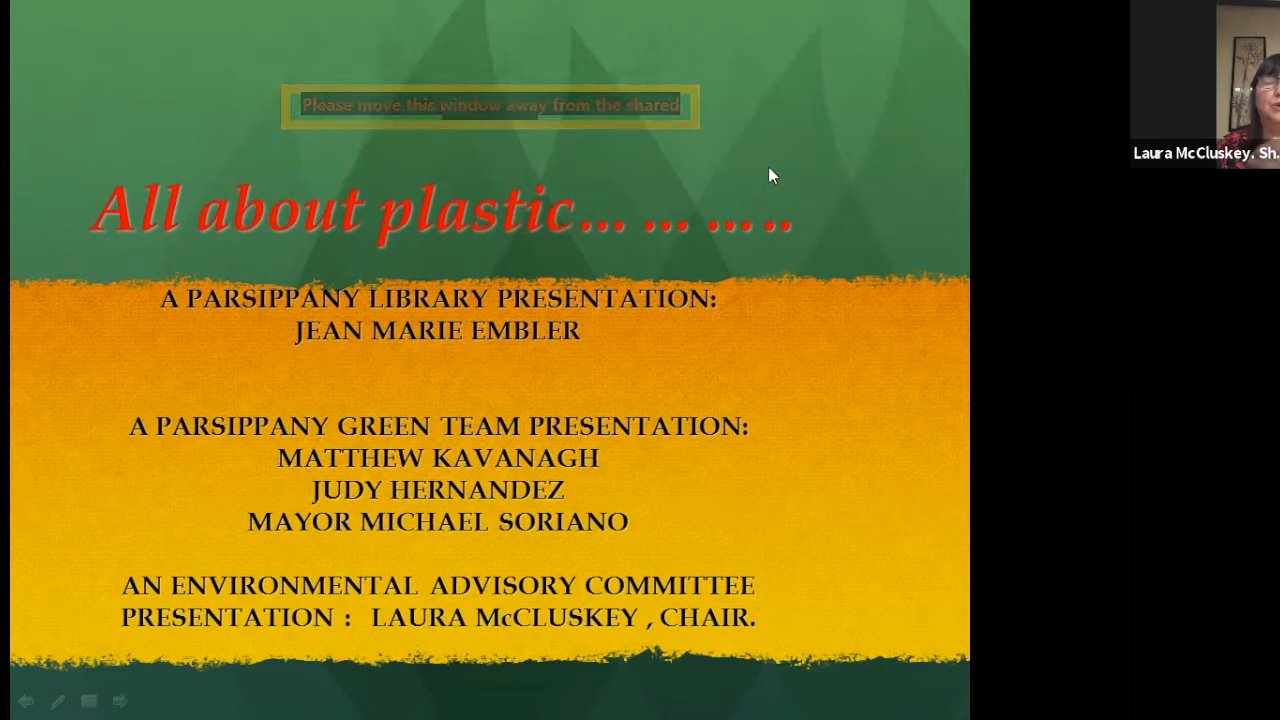 Please move this window away from the shared
All about plastic... ... ... ..
A PARSIPPANY LIBRARY PRESENTATION:
JEAN MARIE EMBLER
A PARSIPPANY GREEN TEAM PRESENTATION:
MATTHEW KAVANAGH
JUDY HERNANDEZ
MAYOR MICHAEL SORIANO
AN ENVIRONMENTAL ADVISORY COMMITTEE
PRESENTATION : LAURA McCLUSKEY , CHAIR.
Laura McCluskey. Sh.